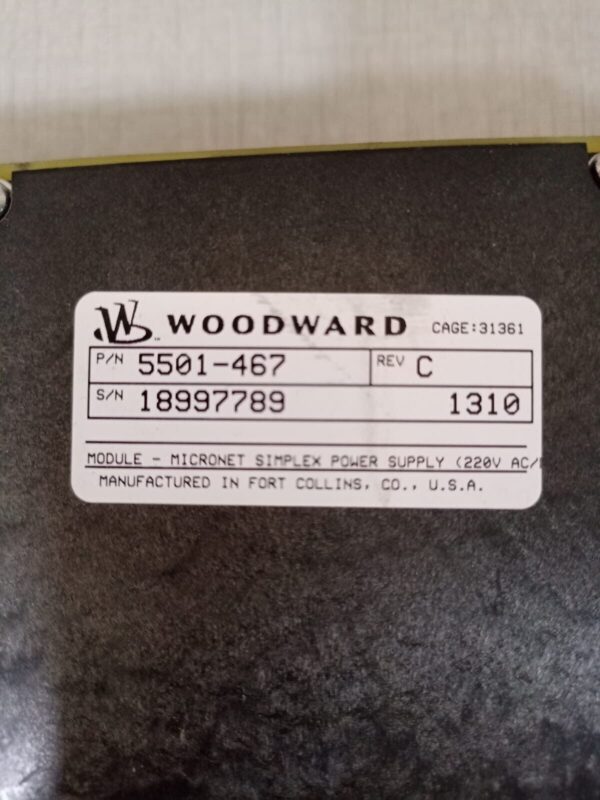 WOODWARD CAGE:31361
P/N 5501-467 REV C
S/N 18997789 1310
MODULE - MICRONET SIMPLEX POWER SUPPLY (220V AC/
MANUFACTURED IN FORT COLLINS, CO., U.S.A.